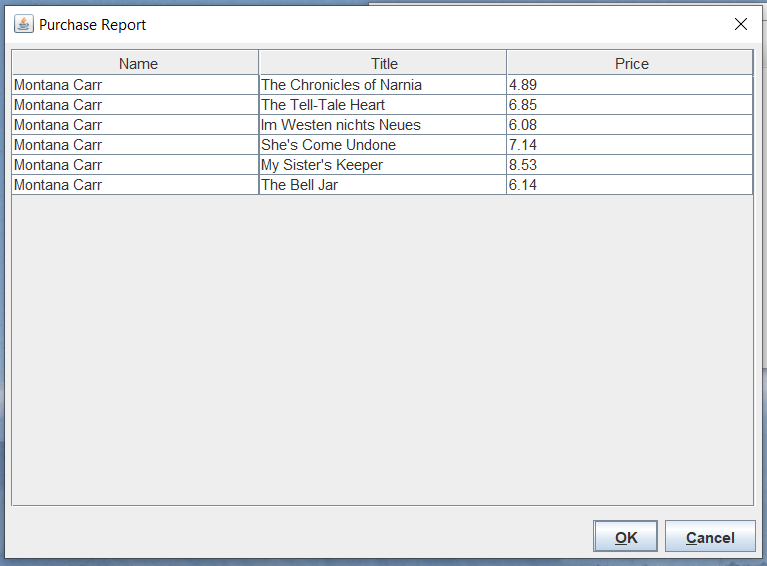 Purchase Report
Name Title Price
Montana Carr The Chronicles of Narnia 4.89
Montana Carr The Tell-Tale Heart 6.85
Montana Carr Im Westen nichts Neues 6.08
Montana Carr She's Come Undone 7.14
Montana Carr My Sister's Keeper 8.53
Montana Carr The Bell Jar 6.14
OK Cancel